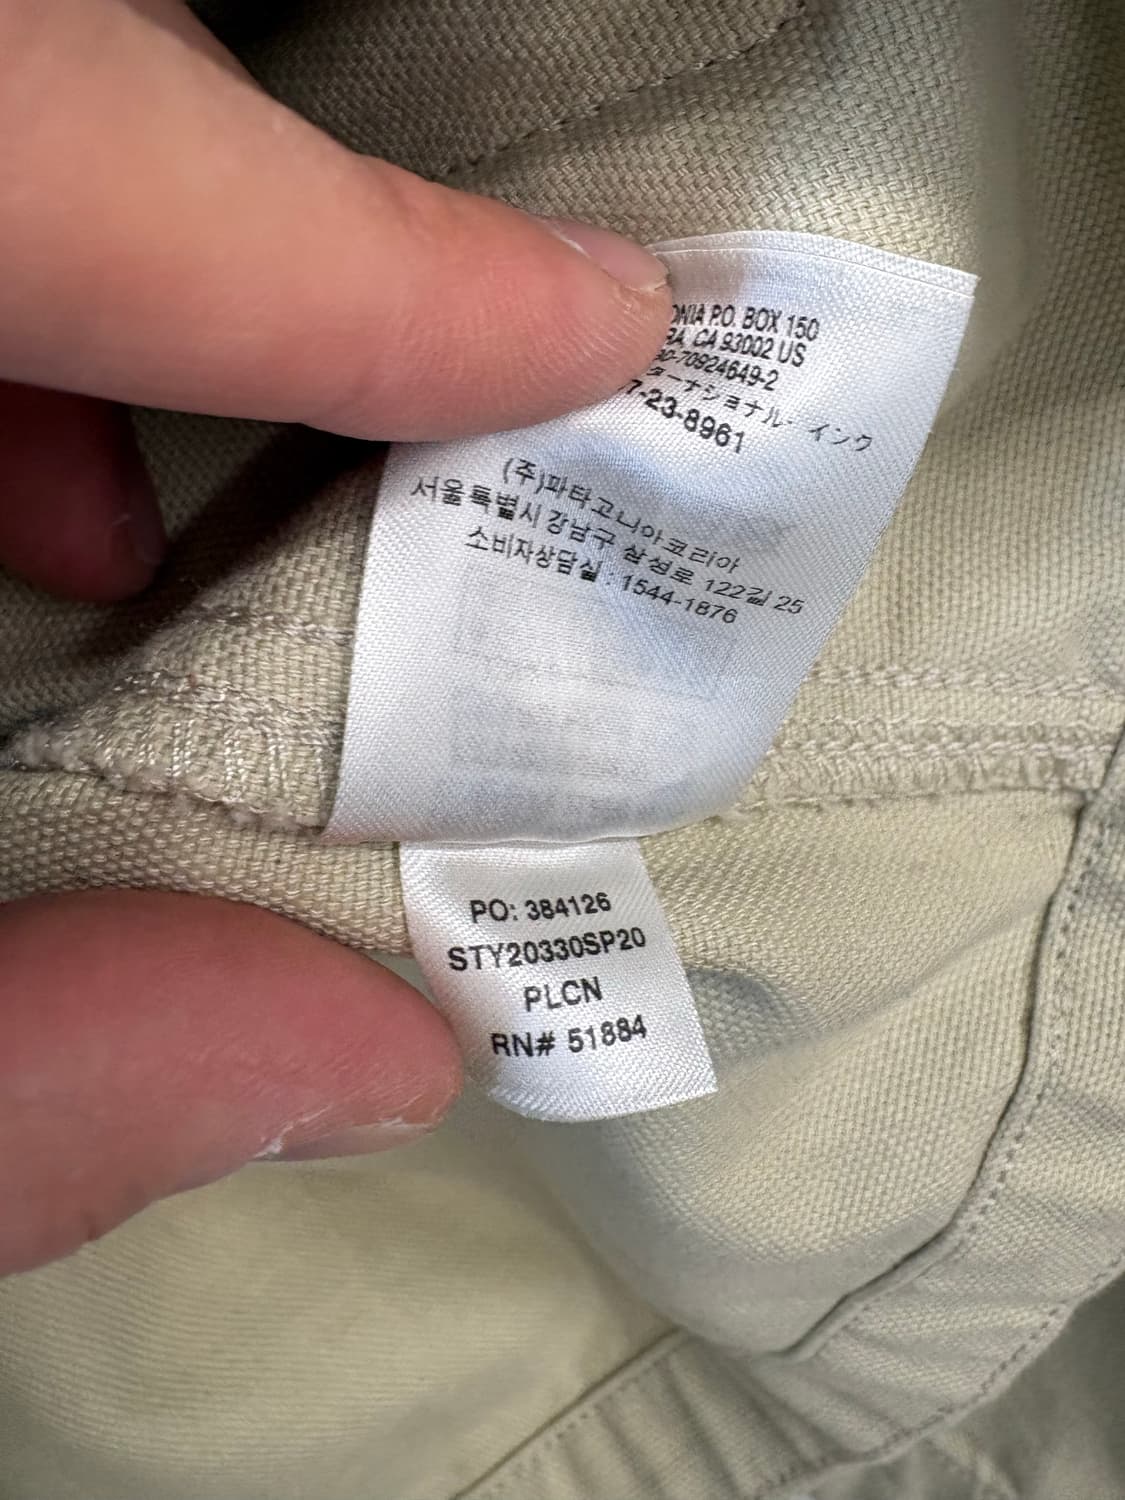 P.O. BOX 150
CA 93002 US
70924649-2
ターナショナル・インク
7-23-8961
(주)파타고니아코리아
서울특별시 강남구 삼성로 122길 25
소비자상담실 : 1544-1876
PO: 384126
STY20330SP20
PLCN
RN# 51884